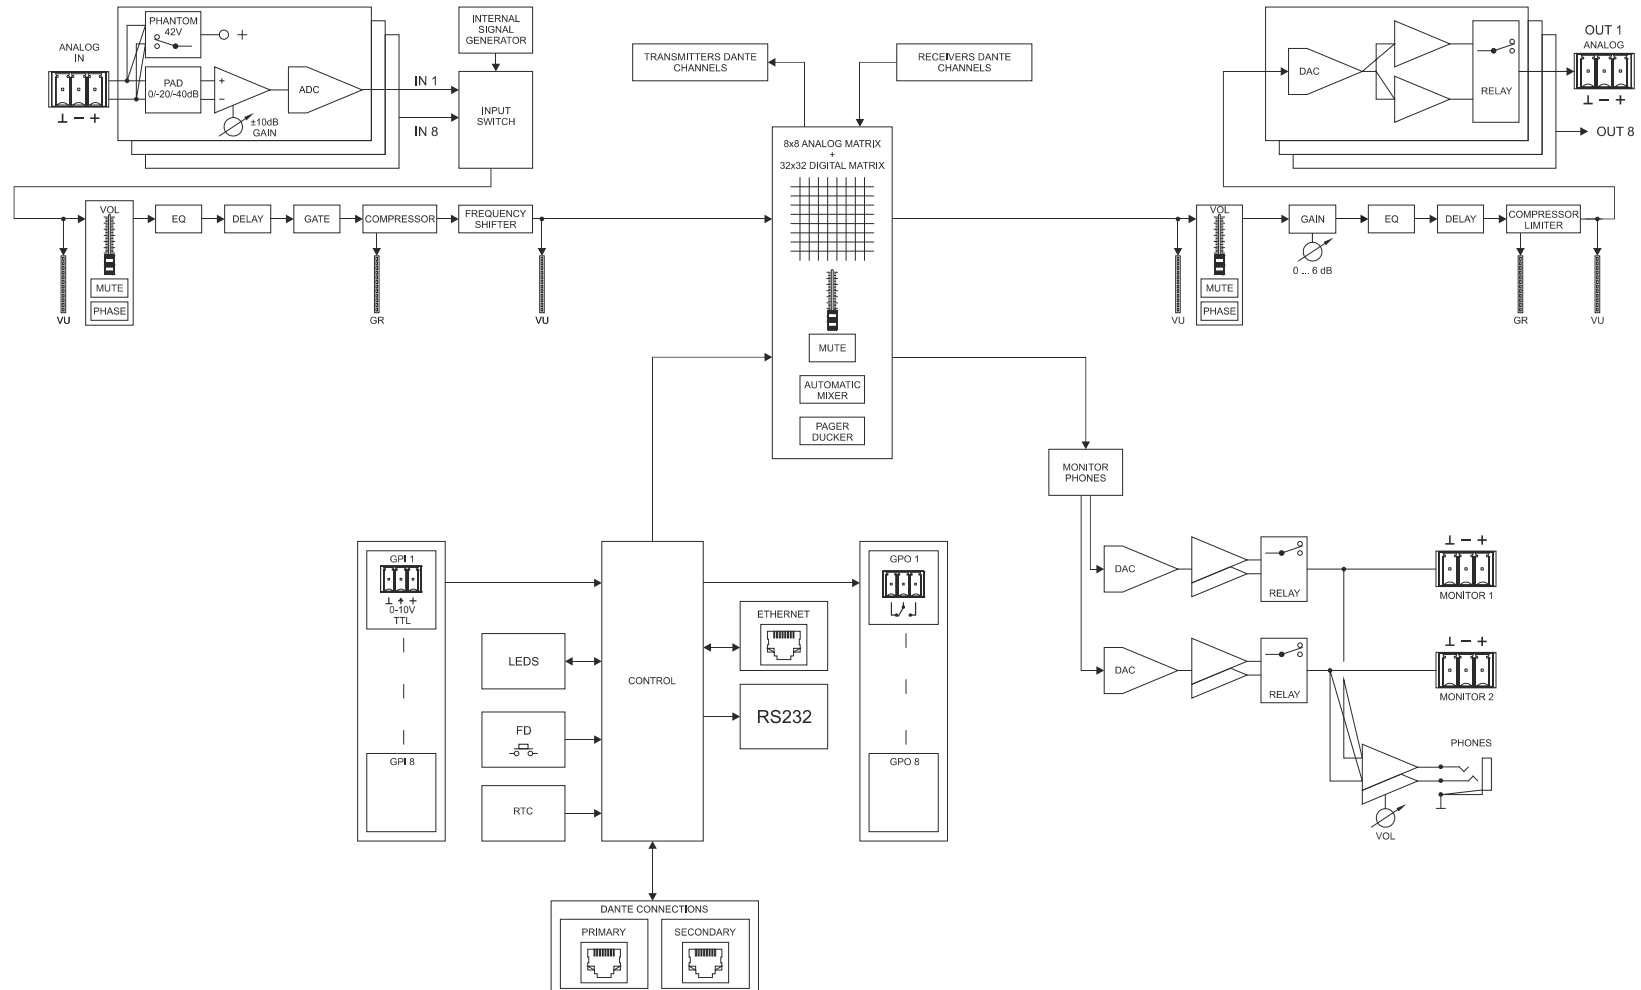 ANALOG
IN
⊥ − +
PHANTOM
42V
+
PAD
0/-20/-40dB
+
−
±10dB
GAIN
ADC
IN 1
IN 8
INTERNAL
SIGNAL
GENERATOR
INPUT
SWITCH
TRANSMITTERS DANTE
CHANNELS
RECEIVERS DANTE
CHANNELS
8x8 ANALOG MATRIX
+
32x32 DIGITAL MATRIX
MUTE
AUTOMATIC
MIXER
PAGER
DUCKER
DAC
RELAY
OUT 1
ANALOG
⊥ − +
OUT 8
VU
VOL
MUTE
PHASE
EQ
DELAY
GATE
COMPRESSOR
GR
FREQUENCY
SHIFTER
VU
VU
VOL
MUTE
PHASE
GAIN
0 ... 6 dB
EQ
DELAY
COMPRESSOR
LIMITER
GR
VU
MONITOR
PHONES
DAC
RELAY
⊥ − +
MONITOR 1
DAC
RELAY
⊥ − +
MONITOR 2
PHONES
VOL
GPI 1
⊥ ↑ +
0-10V
TTL
GPI 8
LEDS
FD
RTC
CONTROL
ETHERNET
RS232
GPO 1
GPO 8
DANTE CONNECTIONS
PRIMARY
SECONDARY